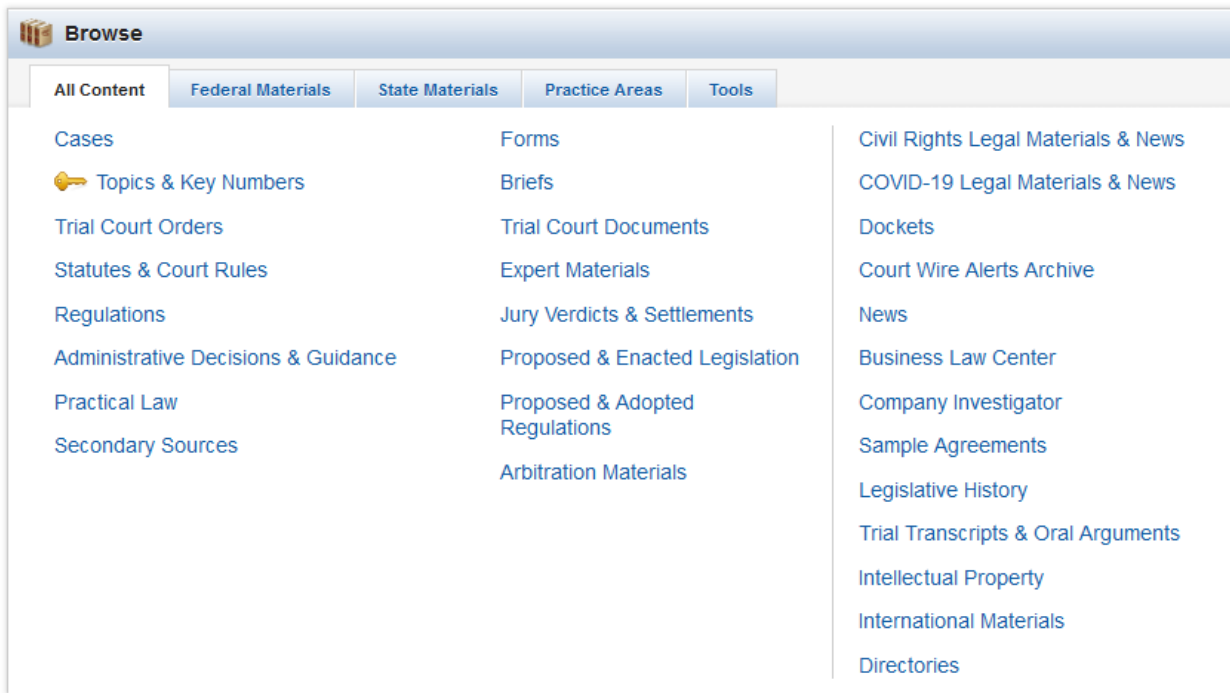 Browse
All Content Federal Materials State Materials Practice Areas Tools
Cases
Topics & Key Numbers
Trial Court Orders
Statutes & Court Rules
Regulations
Administrative Decisions & Guidance
Practical Law
Secondary Sources
Forms
Briefs
Trial Court Documents
Expert Materials
Jury Verdicts & Settlements
Proposed & Enacted Legislation
Proposed & Adopted
Regulations
Arbitration Materials
Civil Rights Legal Materials & News
COVID-19 Legal Materials & News
Dockets
Court Wire Alerts Archive
News
Business Law Center
Company Investigator
Sample Agreements
Legislative History
Trial Transcripts & Oral Arguments
Intellectual Property
International Materials
Directories